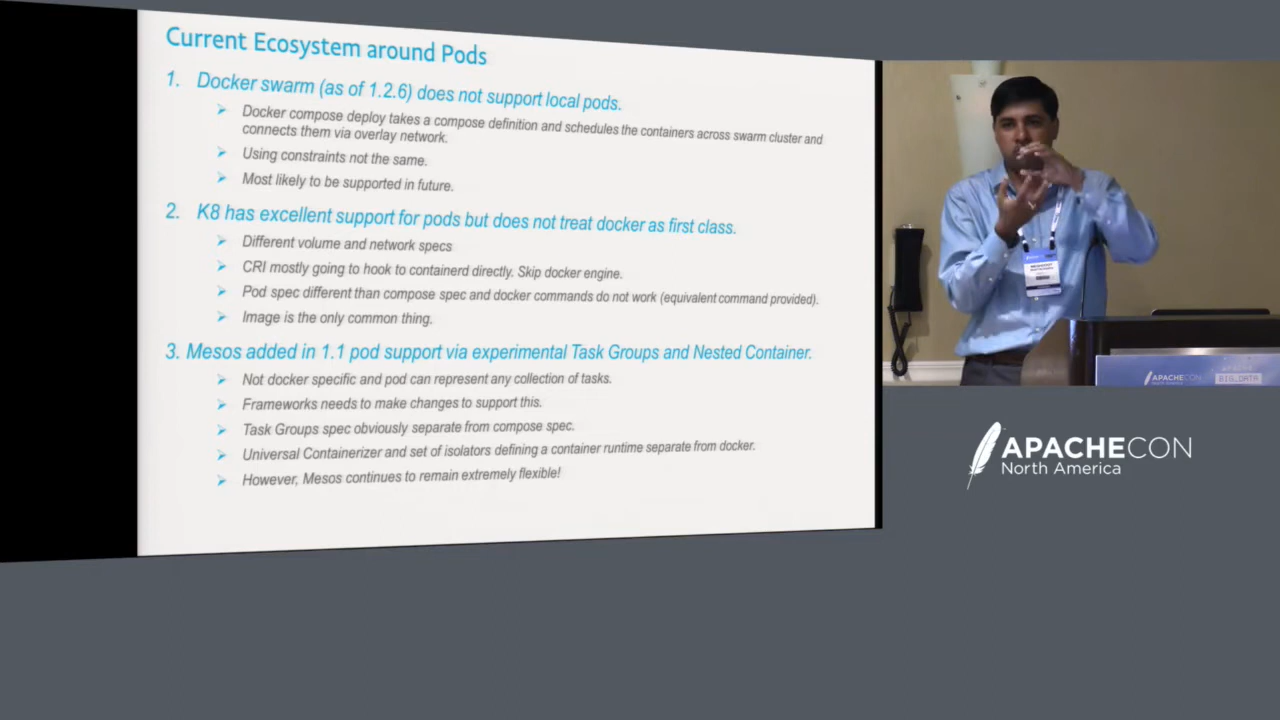 Current Ecosystem around Pods
1. Docker swarm (as of 1.2.6) does not support local pods.
Docker compose deploy takes a compose definition and schedules the containers across swarm cluster and
connects them via overlay network.
Using constraints not the same.
Most likely to be supported in future.
2. K8 has excellent support for pods but does not treat docker as first class.
Different volume and network specs
CRI mostly going to hook to containerd directly. Skip docker engine.
Pod spec different than compose spec and docker commands do not work (equivalent command provided).
Image is the only common thing.
3. Mesos added in 1.1 pod support via experimental Task Groups and Nested Container.
Not docker specific and pod can represent any collection of tasks.
Frameworks needs to make changes to support this.
Task Groups spec obviously separate from compose spec.
Universal Containerizer and set of isolators defining a container runtime separate from docker.
However, Mesos continues to remain extremely flexible!
APACHECON
North America
APACHE
BIG_DATA
APACHECON
North America